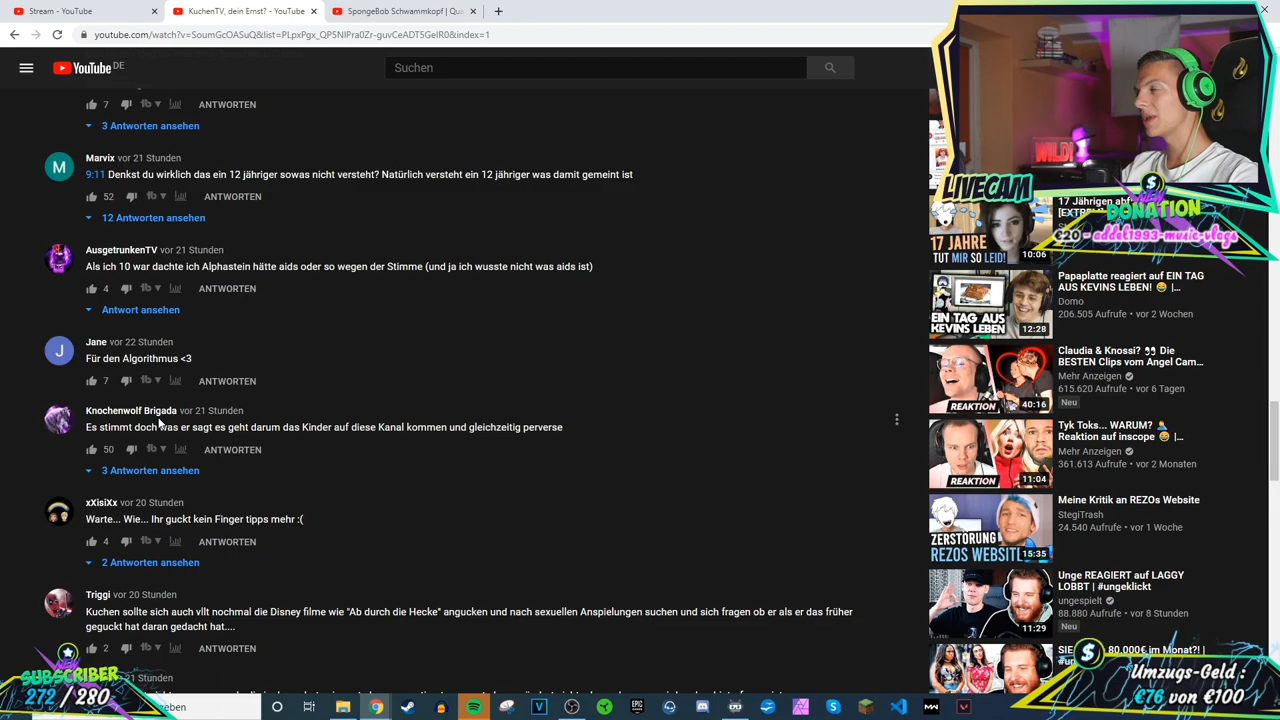 Stream - YouTube
KuchenTV, dein Ernst? - YouTube
SpongeBob Schwammkopf | Qua
youtube.com/watch?v=SoumGcOASuQ&list=PLpxPgx_QP5NlPDrZr-guvCeADT5GeIR0&index=1
YouTube DE
Suchen
7 ANTWORTEN
3 Antworten ansehen
Marvix vor 21 Stunden
9:11 Denkst du wirklich das ein 12 jähriger sowas nicht versteht? Natürlich versteht ein 12 jähriger was damit gemeint ist
52 ANTWORTEN
12 Antworten ansehen
AusgetrunkenTV vor 21 Stunden
Als ich 10 war dachte ich Alphastein hätte aids oder so wegen der Stimme (und ja ich wusste nicht was aids ist)
4 ANTWORTEN
Antwort ansehen
J
Jane vor 22 Stunden
Für den Algorithmus <3
7 ANTWORTEN
Knochenwolf Brigada vor 21 Stunden
Es stimmt doch was er sagt es geht darum das Kinder auf diese Kanal kommen und gleichzeitig perverse
50 ANTWORTEN
3 Antworten ansehen
xXisiXx vor 20 Stunden
Warte... Wie... Ihr guckt kein Finger tipps mehr :(
4 ANTWORTEN
2 Antworten ansehen
Triggi vor 20 Stunden
Kuchen sollte sich auch vllt nochmal die Disney filme wie "Ab durch die Hecke" angucken und nach sexuellen Anspielungen suchen und sich fragen ob er als er das früher
geguckt hat daran gedacht hat....
2 ANTWORTEN
21 Stunden
NEW
SUBSCRIBER
272 / 280
WILD!
LIVECAM
NEW
DONATION
€20 - eddel1993-music-vlogs
17 Jährigen
17 JAHRE
TUT MIR SO LEID!
10:06
EIN TAG AUS
KEVINS LEBEN
12:28
Papaplatte reagiert auf EIN TAG
AUS KEVINS LEBEN! 😂 |...
Domo
206.505 Aufrufe • vor 2 Wochen
REAKTION
40:16
Claudia & Knossi? 👀 Die
BESTEN Clips vom Angel Cam...
Mehr Anzeigen
615.620 Aufrufe • vor 6 Tagen
Neu
REAKTION
11:04
Tyk Toks... WARUM? 🤦
Reaktion auf inscope 😂 |...
Mehr Anzeigen
361.613 Aufrufe • vor 2 Monaten
ZERSTÖRUNG
REZOS WEBSITE
15:35
Meine Kritik an REZOs Website
StegiTrash
24.540 Aufrufe • vor 1 Woche
11:29
Unge REAGIERT auf LAGGY
LOBBT | #ungeklickt
ungespielt
88.880 Aufrufe • vor 8 Stunden
Neu
80.000€ im Monat?! |
Umzugs-Geld :
€76 von €100